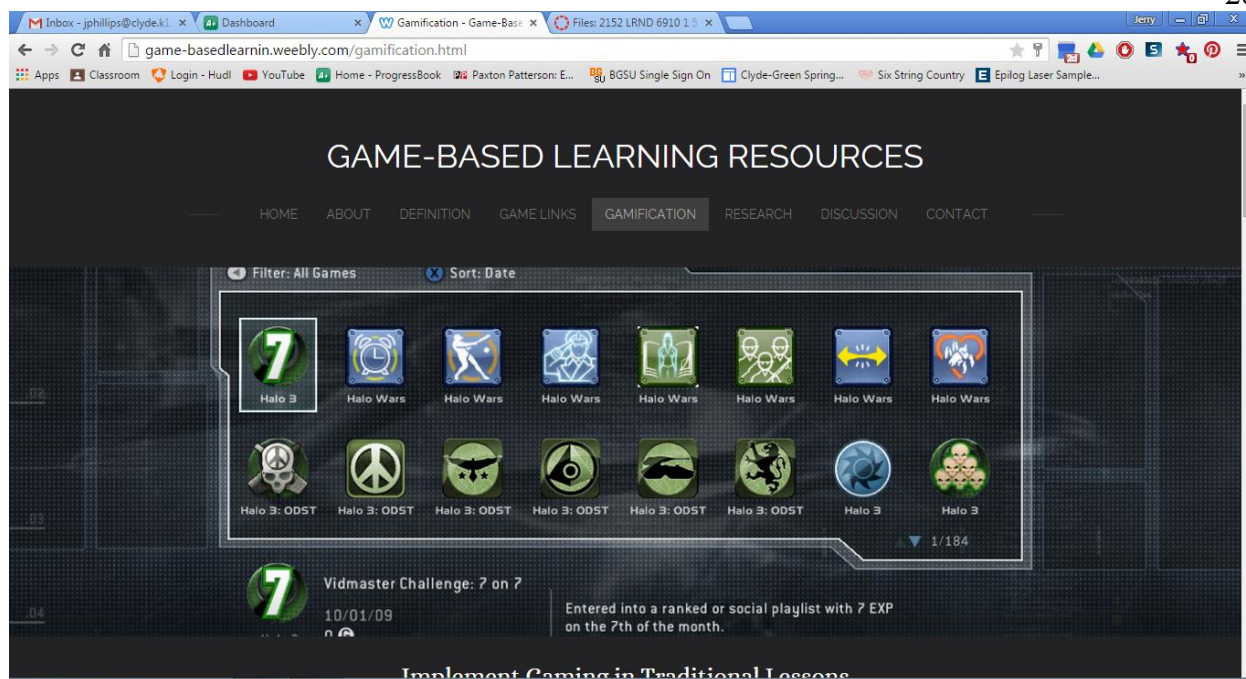 Inbox - jphillips@clyde.k1 Dashboard Gamification - Game-Base Files: 2152 LRND 6910 1 5 Jerry
game-basedlearnin.weebly.com/gamification.html
Apps Classroom Login - Hudl YouTube Home - ProgressBook Paxton Patterson: E... BGSU Single Sign On Clyde-Green Spring... Six String Country Epilog Laser Sample... »
GAME-BASED LEARNING RESOURCES
HOME ABOUT DEFINITION GAME LINKS GAMIFICATION RESEARCH DISCUSSION CONTACT
Filter: All Games X Sort: Date
7
Halo 3 Halo Wars Halo Wars Halo Wars Halo Wars Halo Wars Halo Wars Halo Wars
.02
Halo 3: ODST Halo 3: ODST Halo 3: ODST Halo 3: ODST Halo 3: ODST Halo 3: ODST Halo 3 Halo 3
.03
1/184
7 Vidmaster Challenge: 7 on 7
10/01/09
.04
0 G
Entered into a ranked or social playlist with 7 EXP
on the 7th of the month.
Implement Gaming in Traditional Lessons